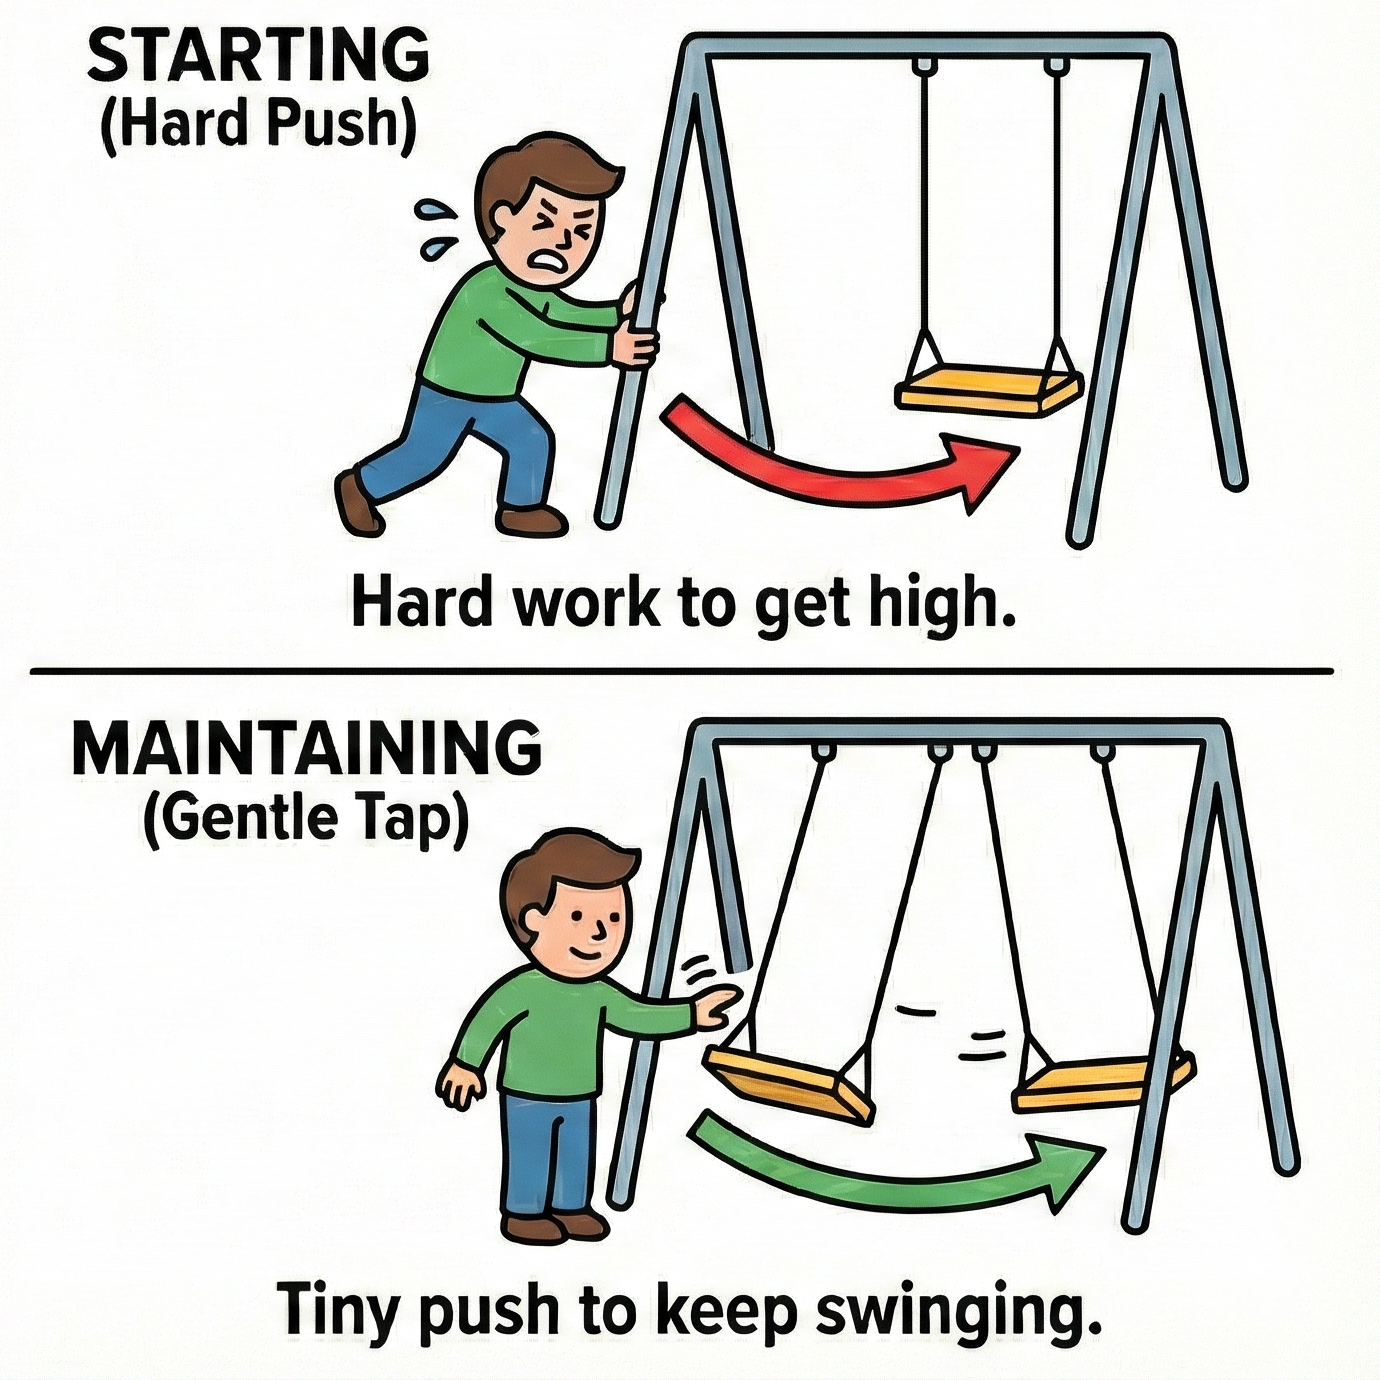 STARTING
(Hard Push)
Hard work to get high.
MAINTAINING
(Gentle Tap)
Tiny push to keep swinging.